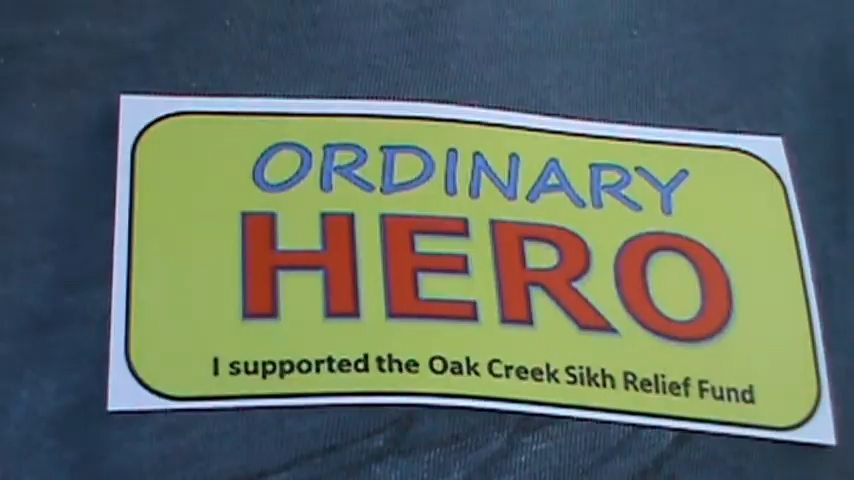 ORDINARY
HERO
I supported the Oak Creek Sikh Relief Fund